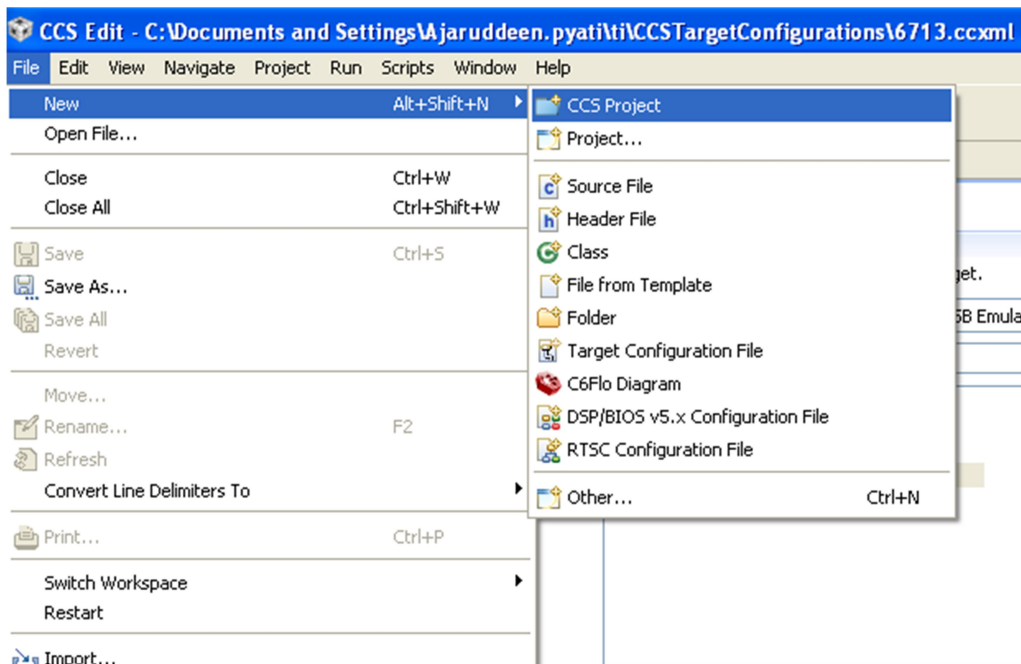 CCS Edit - C:\Documents and Settings\Ajaruddeen.pyati\ti\CCSTargetConfigurations\6713.ccxml
File Edit View Navigate Project Run Scripts Window Help
New Alt+Shift+N
Open File...
Close Ctrl+W
Close All Ctrl+Shift+W
Save Ctrl+S
Save As...
Save All
Revert
Move...
Rename... F2
Refresh
Convert Line Delimiters To
Print... Ctrl+P
Switch Workspace
Restart
Import...
CCS Project
Project...
Source File
Header File
Class
File from Template
Folder
Target Configuration File
C6Flo Diagram
DSP/BIOS v5.x Configuration File
RTSC Configuration File
Other... Ctrl+N
get.
SB Emula